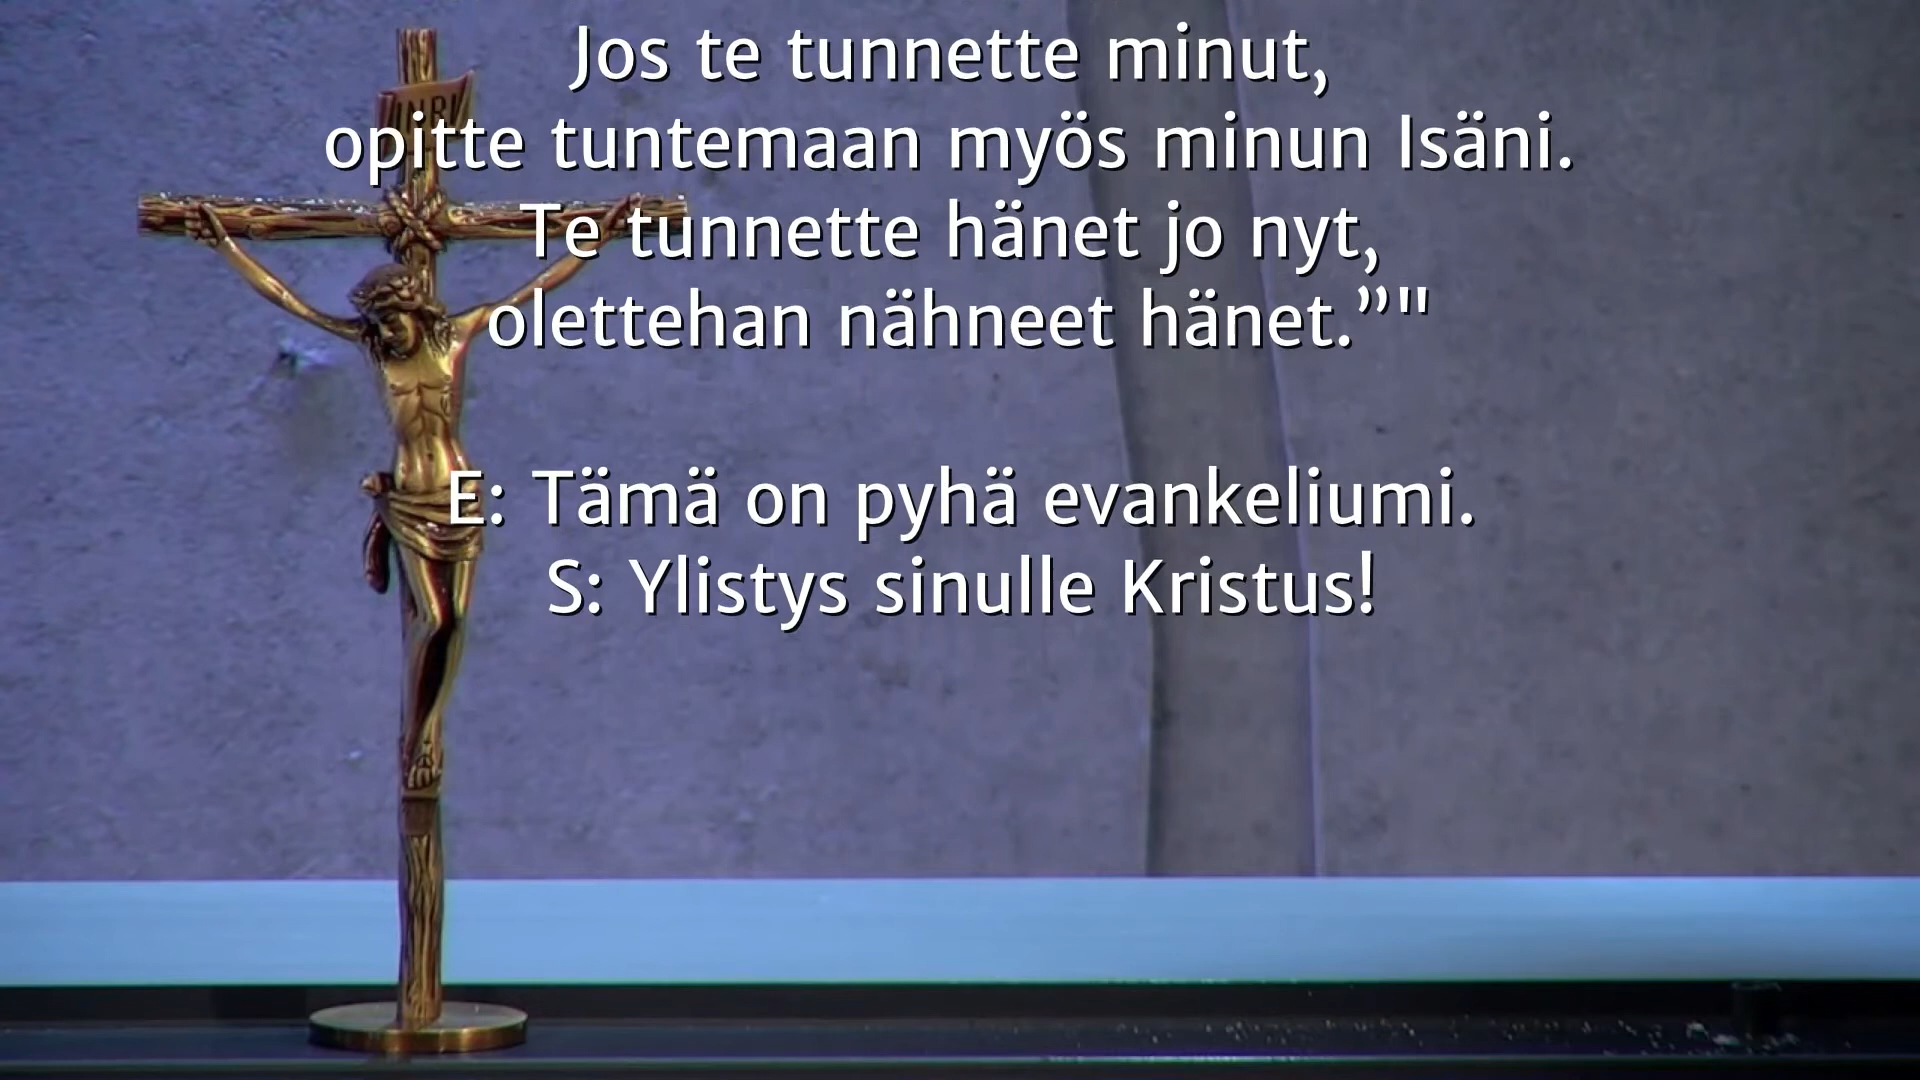 INRI
Jos te tunnette minut,
opitte tuntemaan myös minun Isäni.
Te tunnette hänet jo nyt,
olettehan nähneet hänet.”"
E: Tämä on pyhä evankeliumi.
S: Ylistys sinulle Kristus!